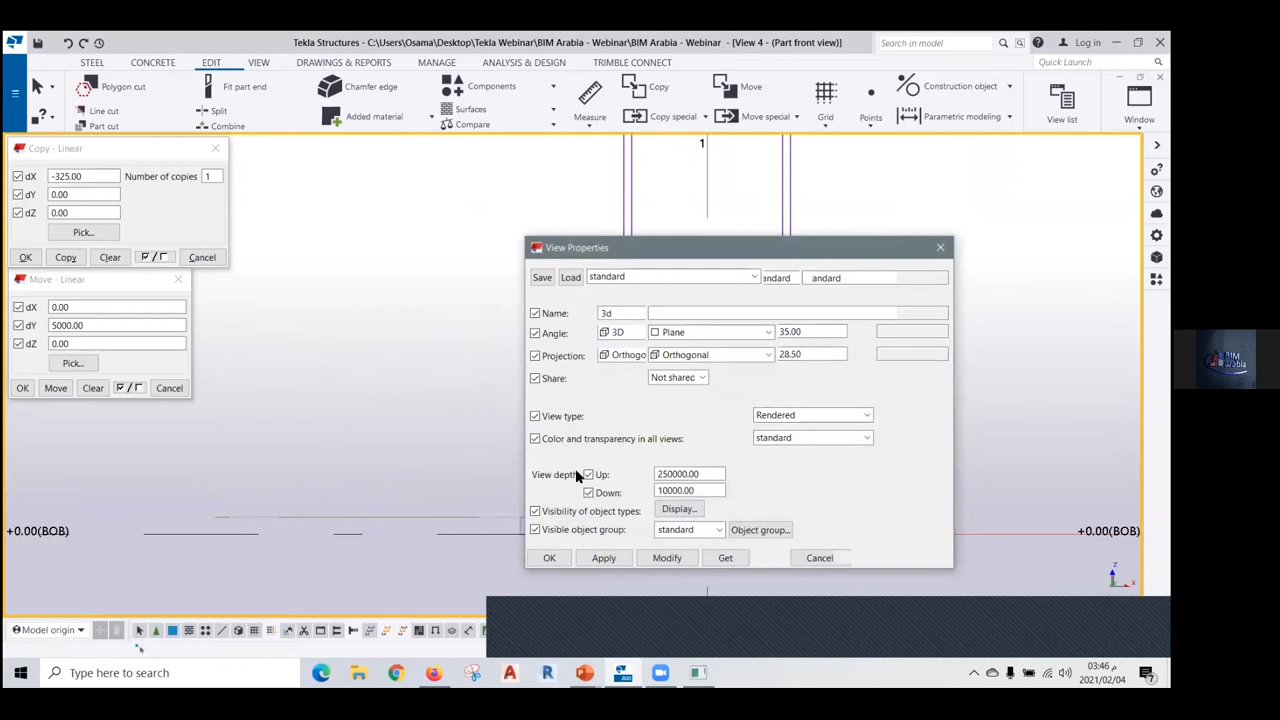 Tekla Structures - C:\Users\Osama\Desktop\Tekla Webinar\BIM Arabia - Webinar\BIM Arabia - Webinar - [View 4 - (Part front view)]
Search in model
Log in
STEEL CONCRETE EDIT VIEW DRAWINGS & REPORTS MANAGE ANALYSIS & DESIGN TRIMBLE CONNECT
Quick Launch
Polygon cut
Fit part end
Chamfer edge
Components
Copy
Move
Construction object
Line cut
Split
Surfaces
Part cut
Combine
Added material
Compare
Measure
Copy special
Move special
Grid
Points
Parametric modeling
View list
Window
Copy - Linear
dX -325.00 Number of copies 1
dY 0.00
dZ 0.00
Pick...
OK Copy Clear Cancel
Move - Linear
dX 0.00
dY 5000.00
dZ 0.00
Pick...
OK Move Clear Cancel
1
View Properties
Save Load standard andard andard
Name: 3d
Angle: 3D Plane 35.00
Projection: Orthogo Orthogonal 28.50
Share: Not shared
View type: Rendered
Color and transparency in all views: standard
View depth Up: 250000.00
Down: 10000.00
Visibility of object types: Display...
Visible object group: standard Object group...
OK Apply Modify Get Cancel
+0.00(BOB)
+0.00(BOB)
z
x
Model origin
BIM
arabia
Type here to search
03:46 م
2021/02/04
7